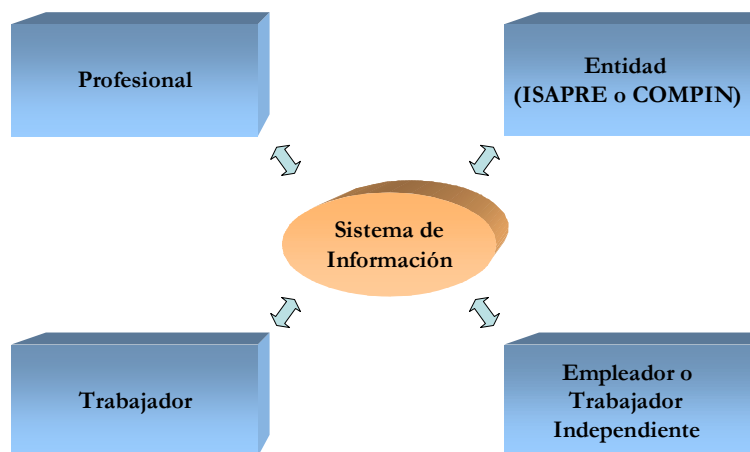 Profesional
Entidad
(ISAPRE o COMPIN)
Sistema de
Información
Trabajador
Empleador o
Trabajador
Independiente